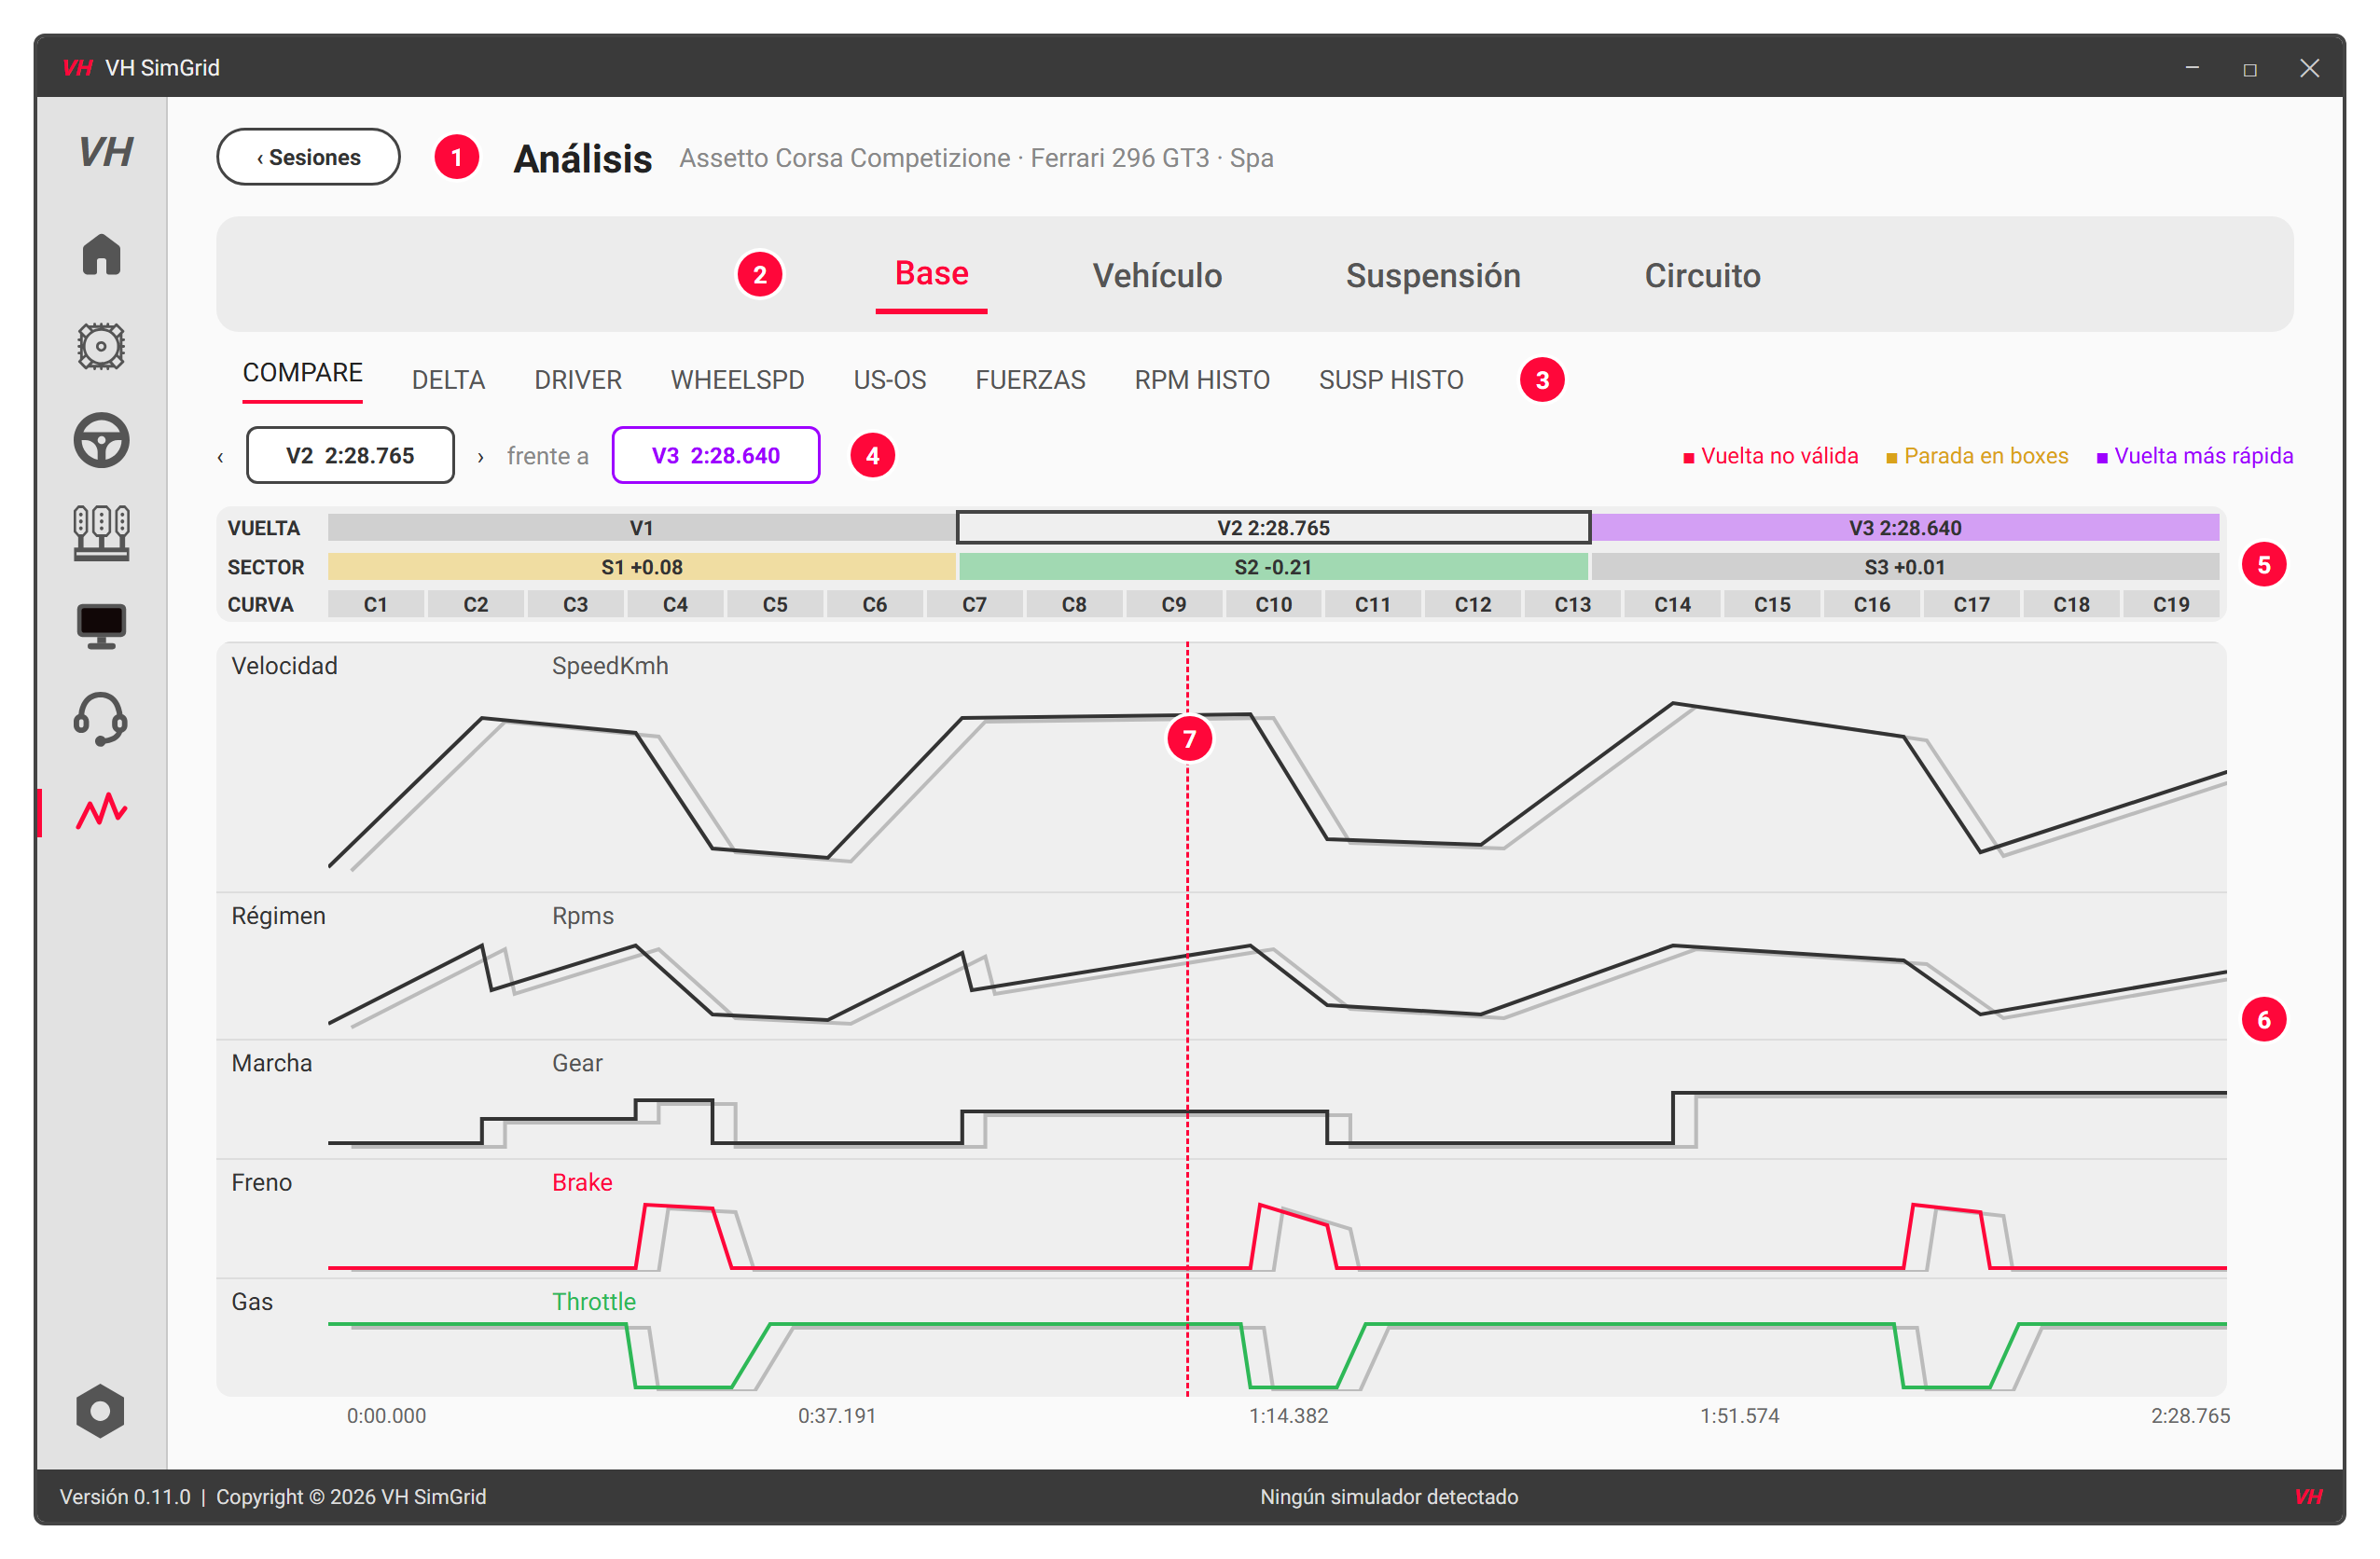 VH VH SimGrid
VH
‹ Sesiones 1 Análisis Assetto Corsa Competizione · Ferrari 296 GT3 · Spa
2 Base Vehículo Suspensión Circuito
COMPARE DELTA DRIVER WHEELSPD US-OS FUERZAS RPM HISTO SUSP HISTO 3
‹ V2 2:28.765 › frente a V3 2:28.640 4 Vuelta no válida Parada en boxes Vuelta más rápida
VUELTA V1 V2 2:28.765 V3 2:28.640
SECTOR S1 +0.08 S2 -0.21 S3 +0.01 5
CURVA C1 C2 C3 C4 C5 C6 C7 C8 C9 C10 C11 C12 C13 C14 C15 C16 C17 C18 C19
Velocidad SpeedKmh
7
Régimen Rpms
6
Marcha Gear
Freno Brake
Gas Throttle
0:00.000 0:37.191 1:14.382 1:51.574 2:28.765
Versión 0.11.0 | Copyright © 2026 VH SimGrid Ningún simulador detectado VH